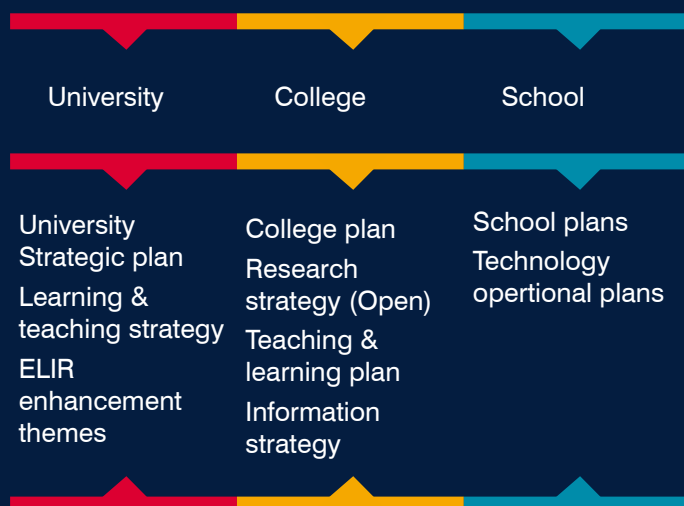 University
College
School
University
Strategic plan
Learning &
teaching strategy
ELIR
enhancement
themes
College plan
Research
strategy (Open)
Teaching &
learning plan
Information
strategy
School plans
Technology
opertional plans